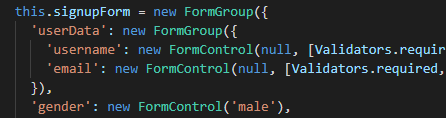 this.signupForm = new FormGroup({
'userData': new FormGroup({
'username': new FormControl(null, [Validators.requir
'email': new FormControl(null, [Validators.required,
}),
'gender': new FormControl('male'),